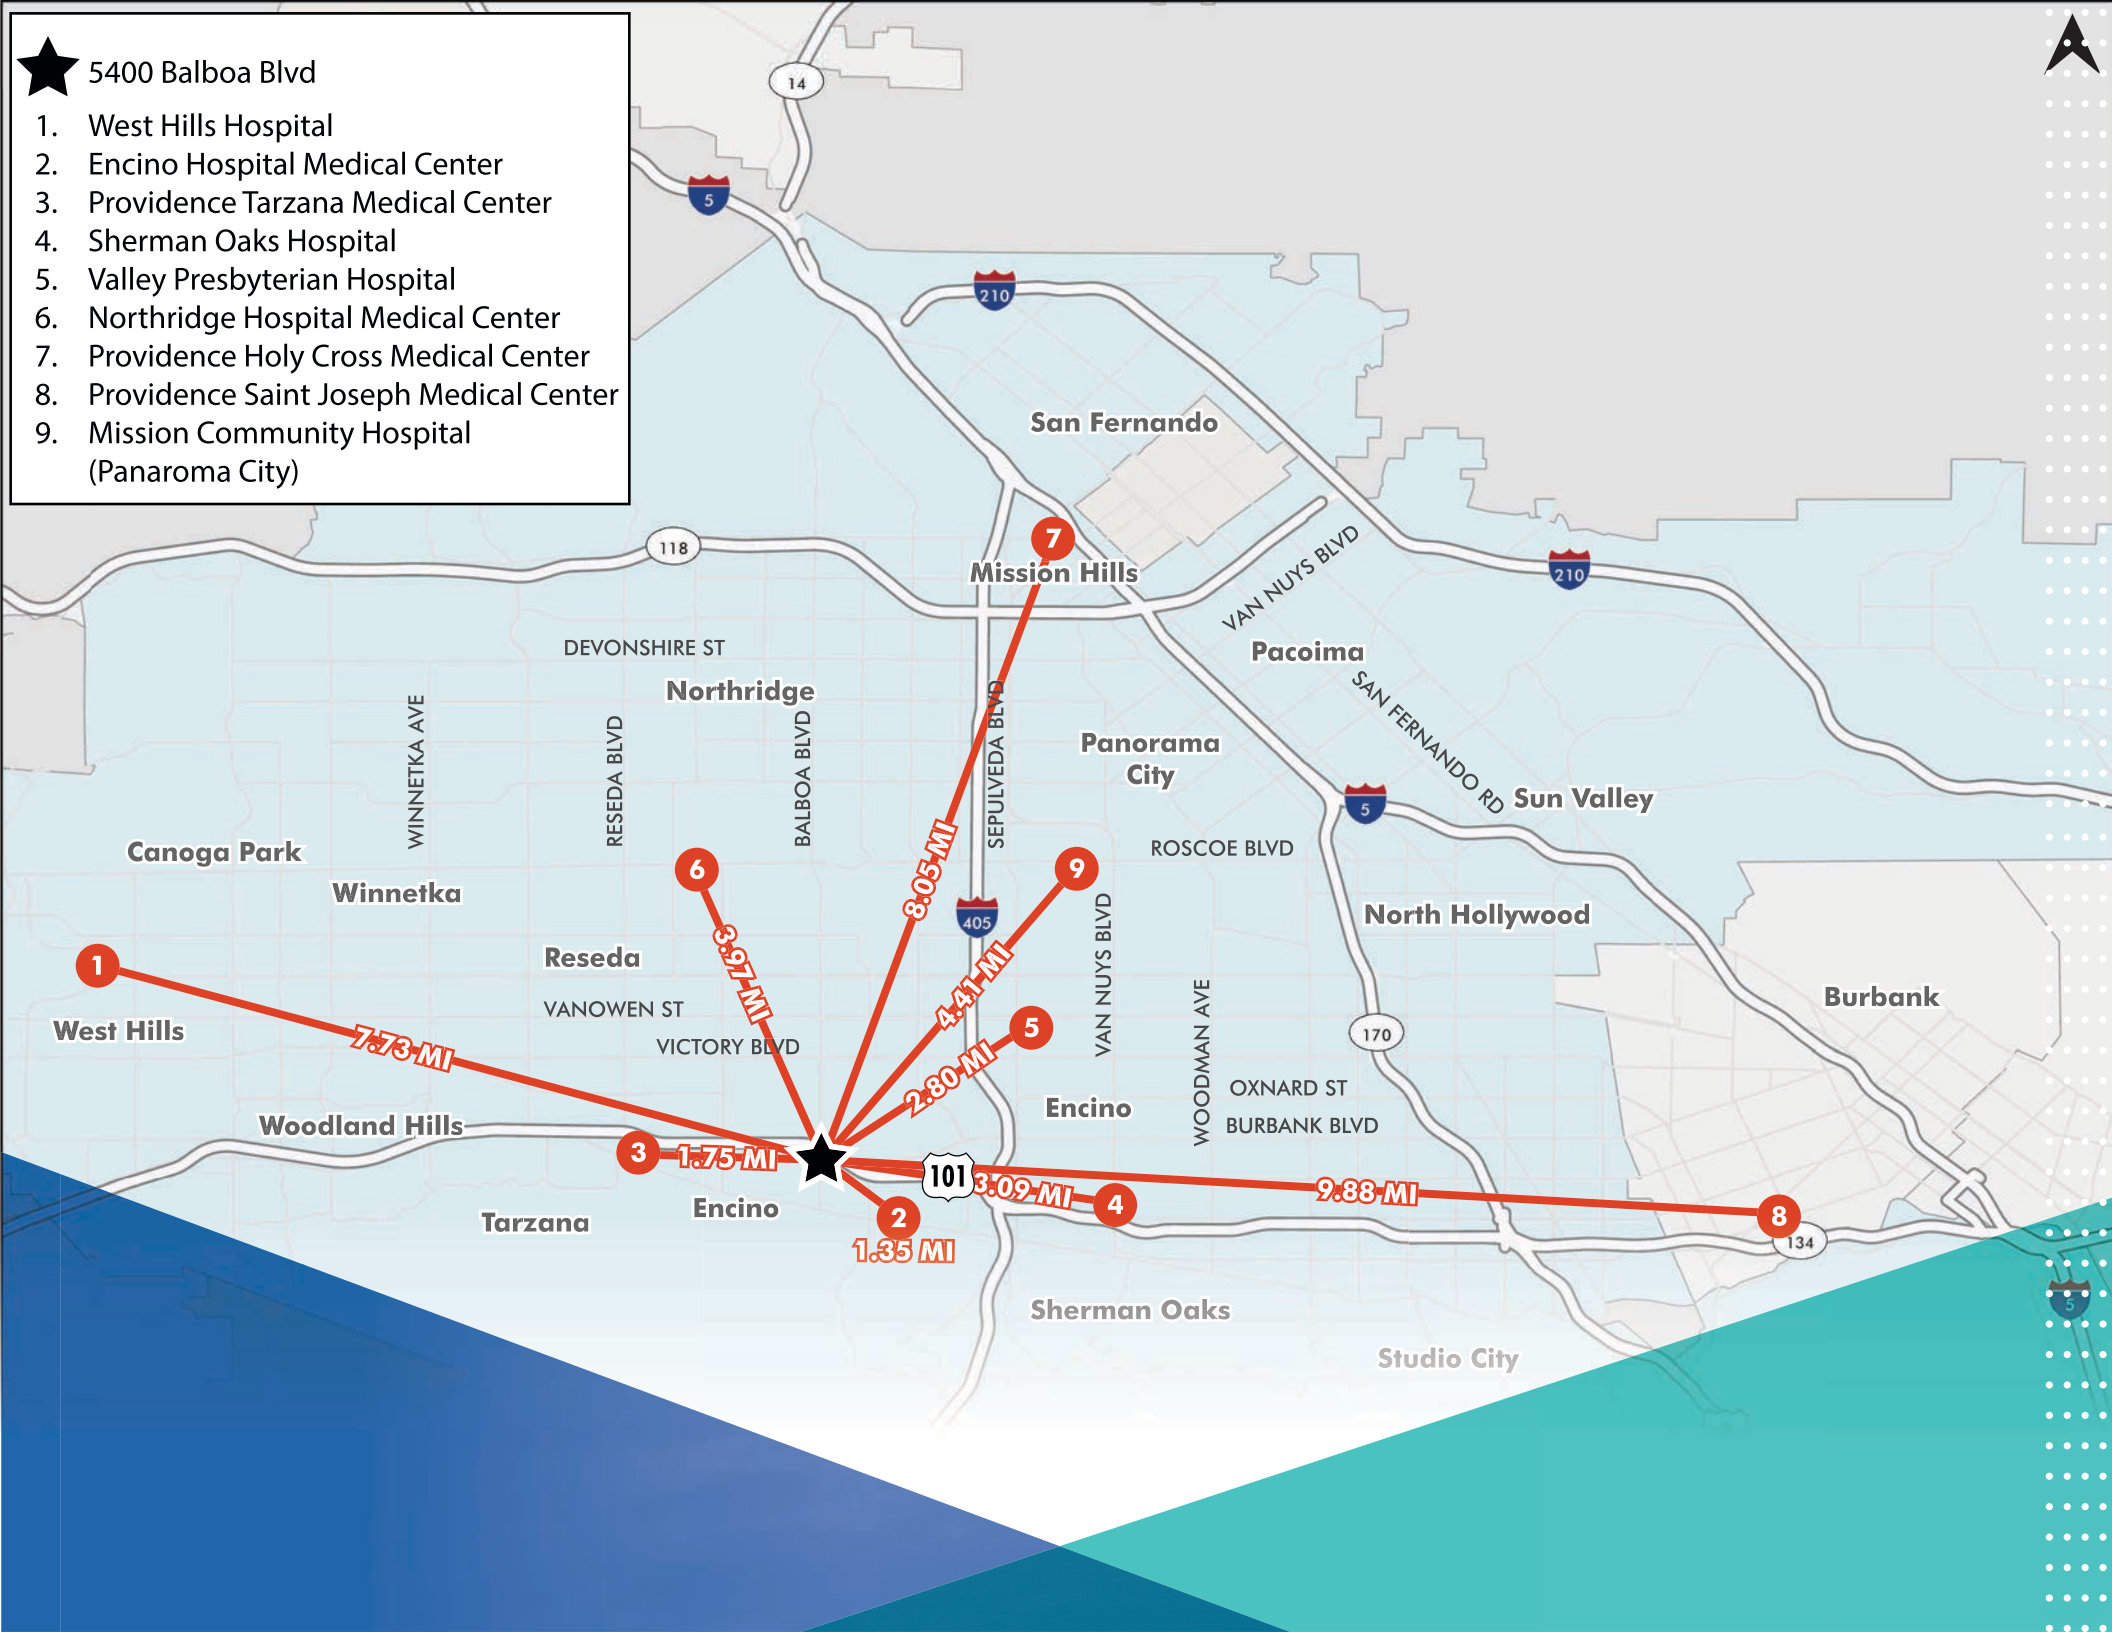 5400 Balboa Blvd
1. West Hills Hospital
2. Encino Hospital Medical Center
3. Providence Tarzana Medical Center
4. Sherman Oaks Hospital
5. Valley Presbyterian Hospital
6. Northridge Hospital Medical Center
7. Providence Holy Cross Medical Center
8. Providence Saint Joseph Medical Center
9. Mission Community Hospital
(Panaroma City)
14
5
210
San Fernando
118
7
Mission Hills
210
VAN NUYS BLVD
DEVONSHIRE ST
Pacoima
Northridge
SAN FERNANDO RD
WINNETKA AVE
RESEDA BLVD
BALBOA BLVD
SEPULVEDA BLVD
Panorama
City
5
Sun Valley
Canoga Park
ROSCOE BLVD
8.05 MI
6
9
Winnetka
405
North Hollywood
VAN NUYS BLVD
1
Reseda
3.97 MI
4.41 MI
Burbank
VANOWEN ST
5
West Hills
170
7.73 MI
VICTORY BLVD
2.80 MI
WOODMAN AVE
OXNARD ST
Encino
Woodland Hills
BURBANK BLVD
3
1.75 MI
101
3.09 MI
4
9.88 MI
8
Encino
2
Tarzana
134
1.35 MI
5
Sherman Oaks
Studio City